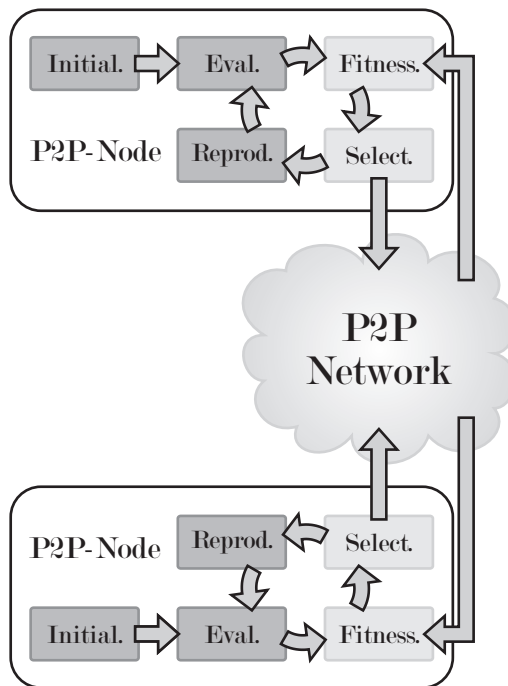 Initial. Eval. Fitness.
P2P-Node Reprod. Select.
P2P
Network
P2P-Node Reprod. Select.
Initial. Eval. Fitness.